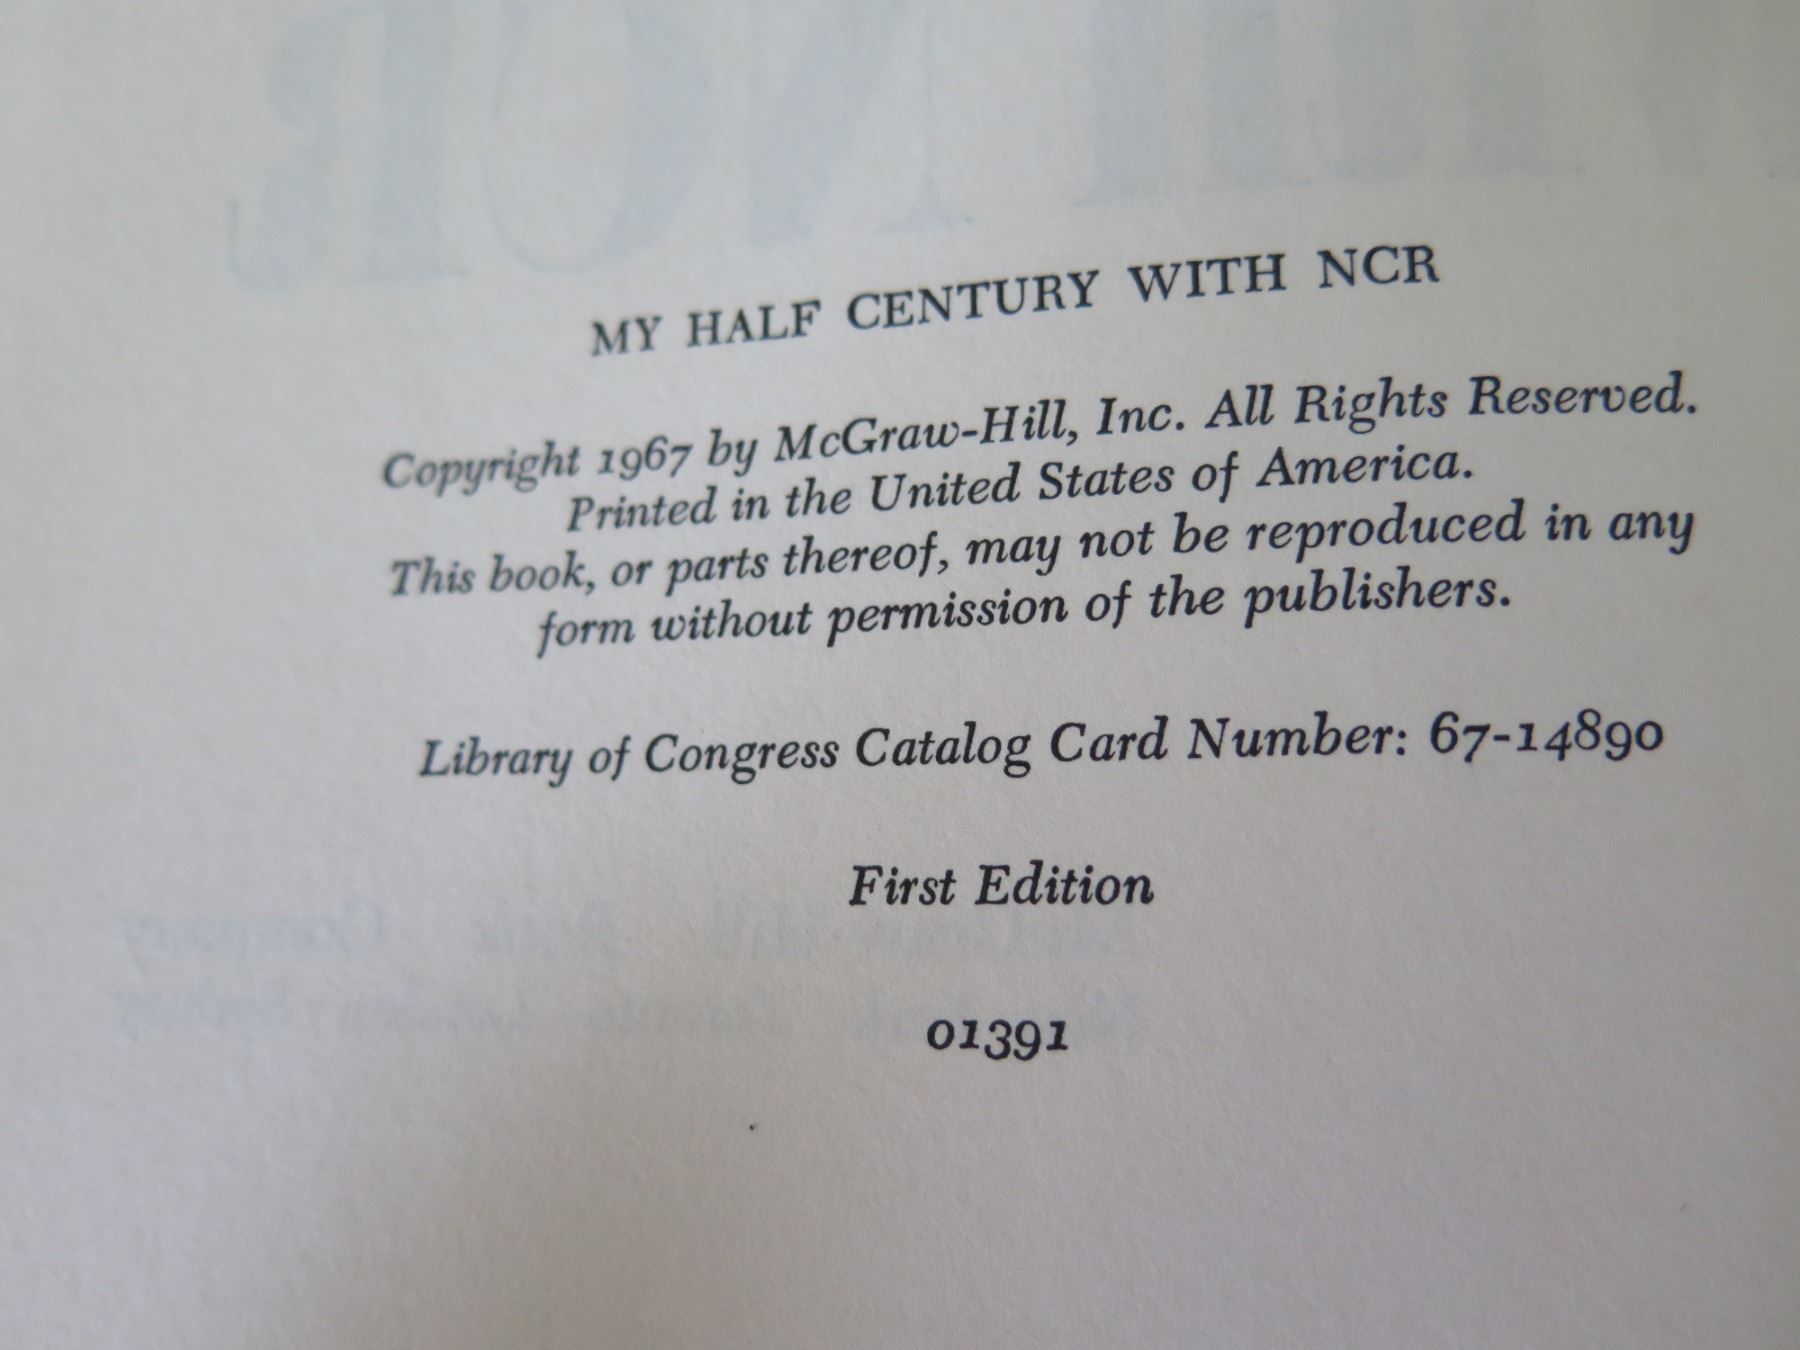 MY HALF CENTURY WITH NCR
Copyright 1967 by McGraw-Hill, Inc. All Rights Reserved.
Printed in the United States of America.
This book, or parts thereof, may not be reproduced in any
form without permission of the publishers.
Library of Congress Catalog Card Number: 67-14890
First Edition
01391